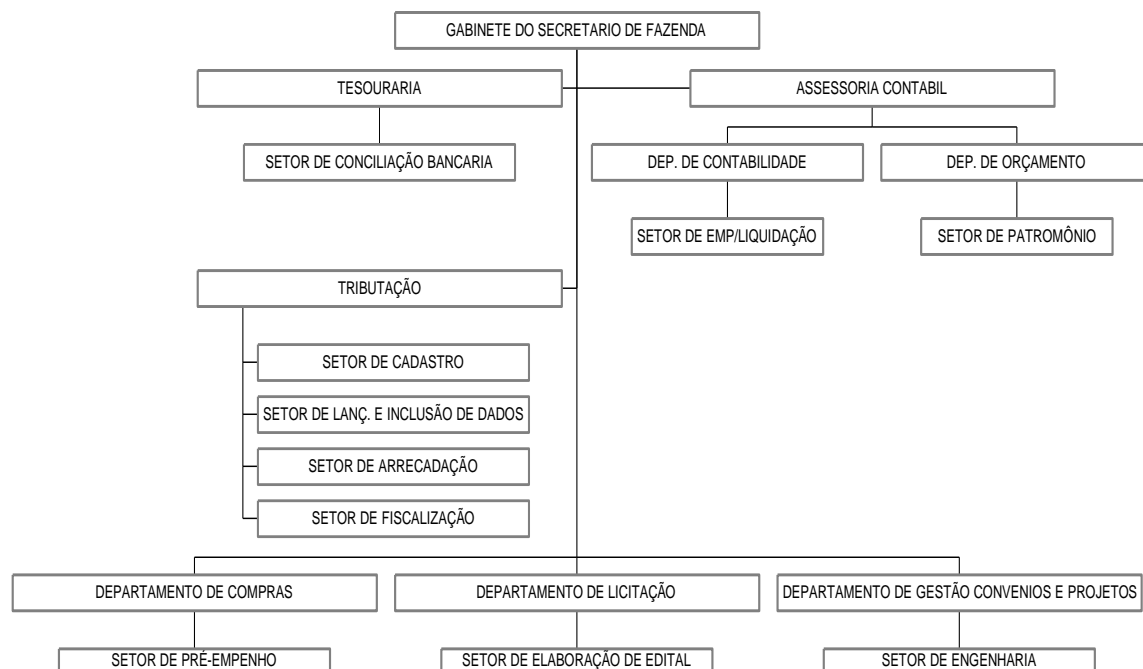 GABINETE DO SECRETARIO DE FAZENDA
TESOURARIA
ASSESSORIA CONTABIL
SETOR DE CONCILIAÇÃO BANCARIA
DEP. DE CONTABILIDADE
DEP. DE ORÇAMENTO
SETOR DE EMP/LIQUIDAÇÃO
SETOR DE PATROMÔNIO
TRIBUTAÇÃO
SETOR DE CADASTRO
SETOR DE LANÇ. E INCLUSÃO DE DADOS
SETOR DE ARRECADAÇÃO
SETOR DE FISCALIZAÇÃO
DEPARTAMENTO DE COMPRAS
DEPARTAMENTO DE LICITAÇÃO
DEPARTAMENTO DE GESTÃO CONVENIOS E PROJETOS
SETOR DE PRÉ-EMPENHO
SETOR DE ELABORAÇÃO DE EDITAL
SETOR DE ENGENHARIA